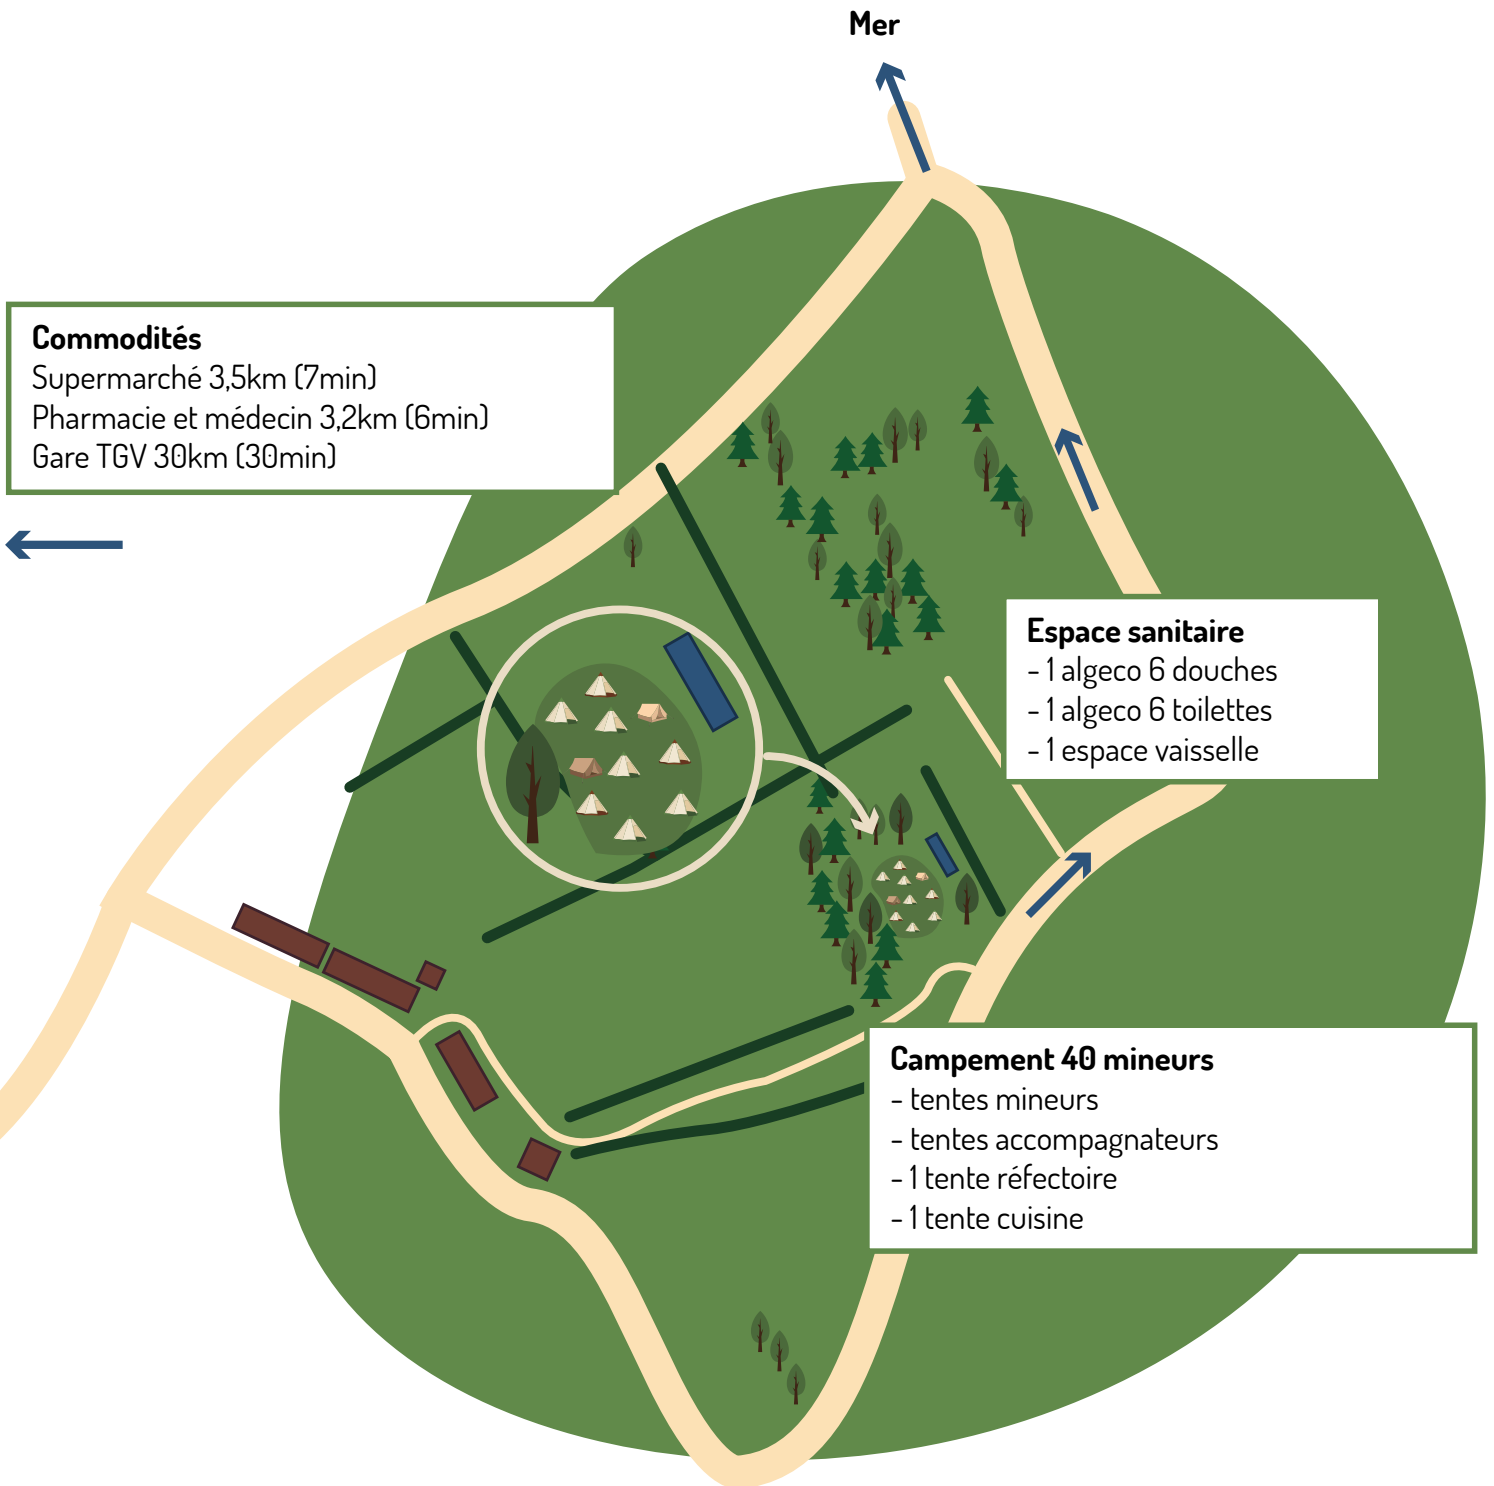 Mer
Commodités
Supermarché 3,5km (7min)
Pharmacie et médecin 3,2km (6min)
Gare TGV 30km (30min)
Espace sanitaire
- 1 algeco 6 douches
- 1 algeco 6 toilettes
- 1 espace vaisselle
Campement 40 mineurs
- tentes mineurs
- tentes accompagnateurs
- 1 tente réfectoire
- 1 tente cuisine